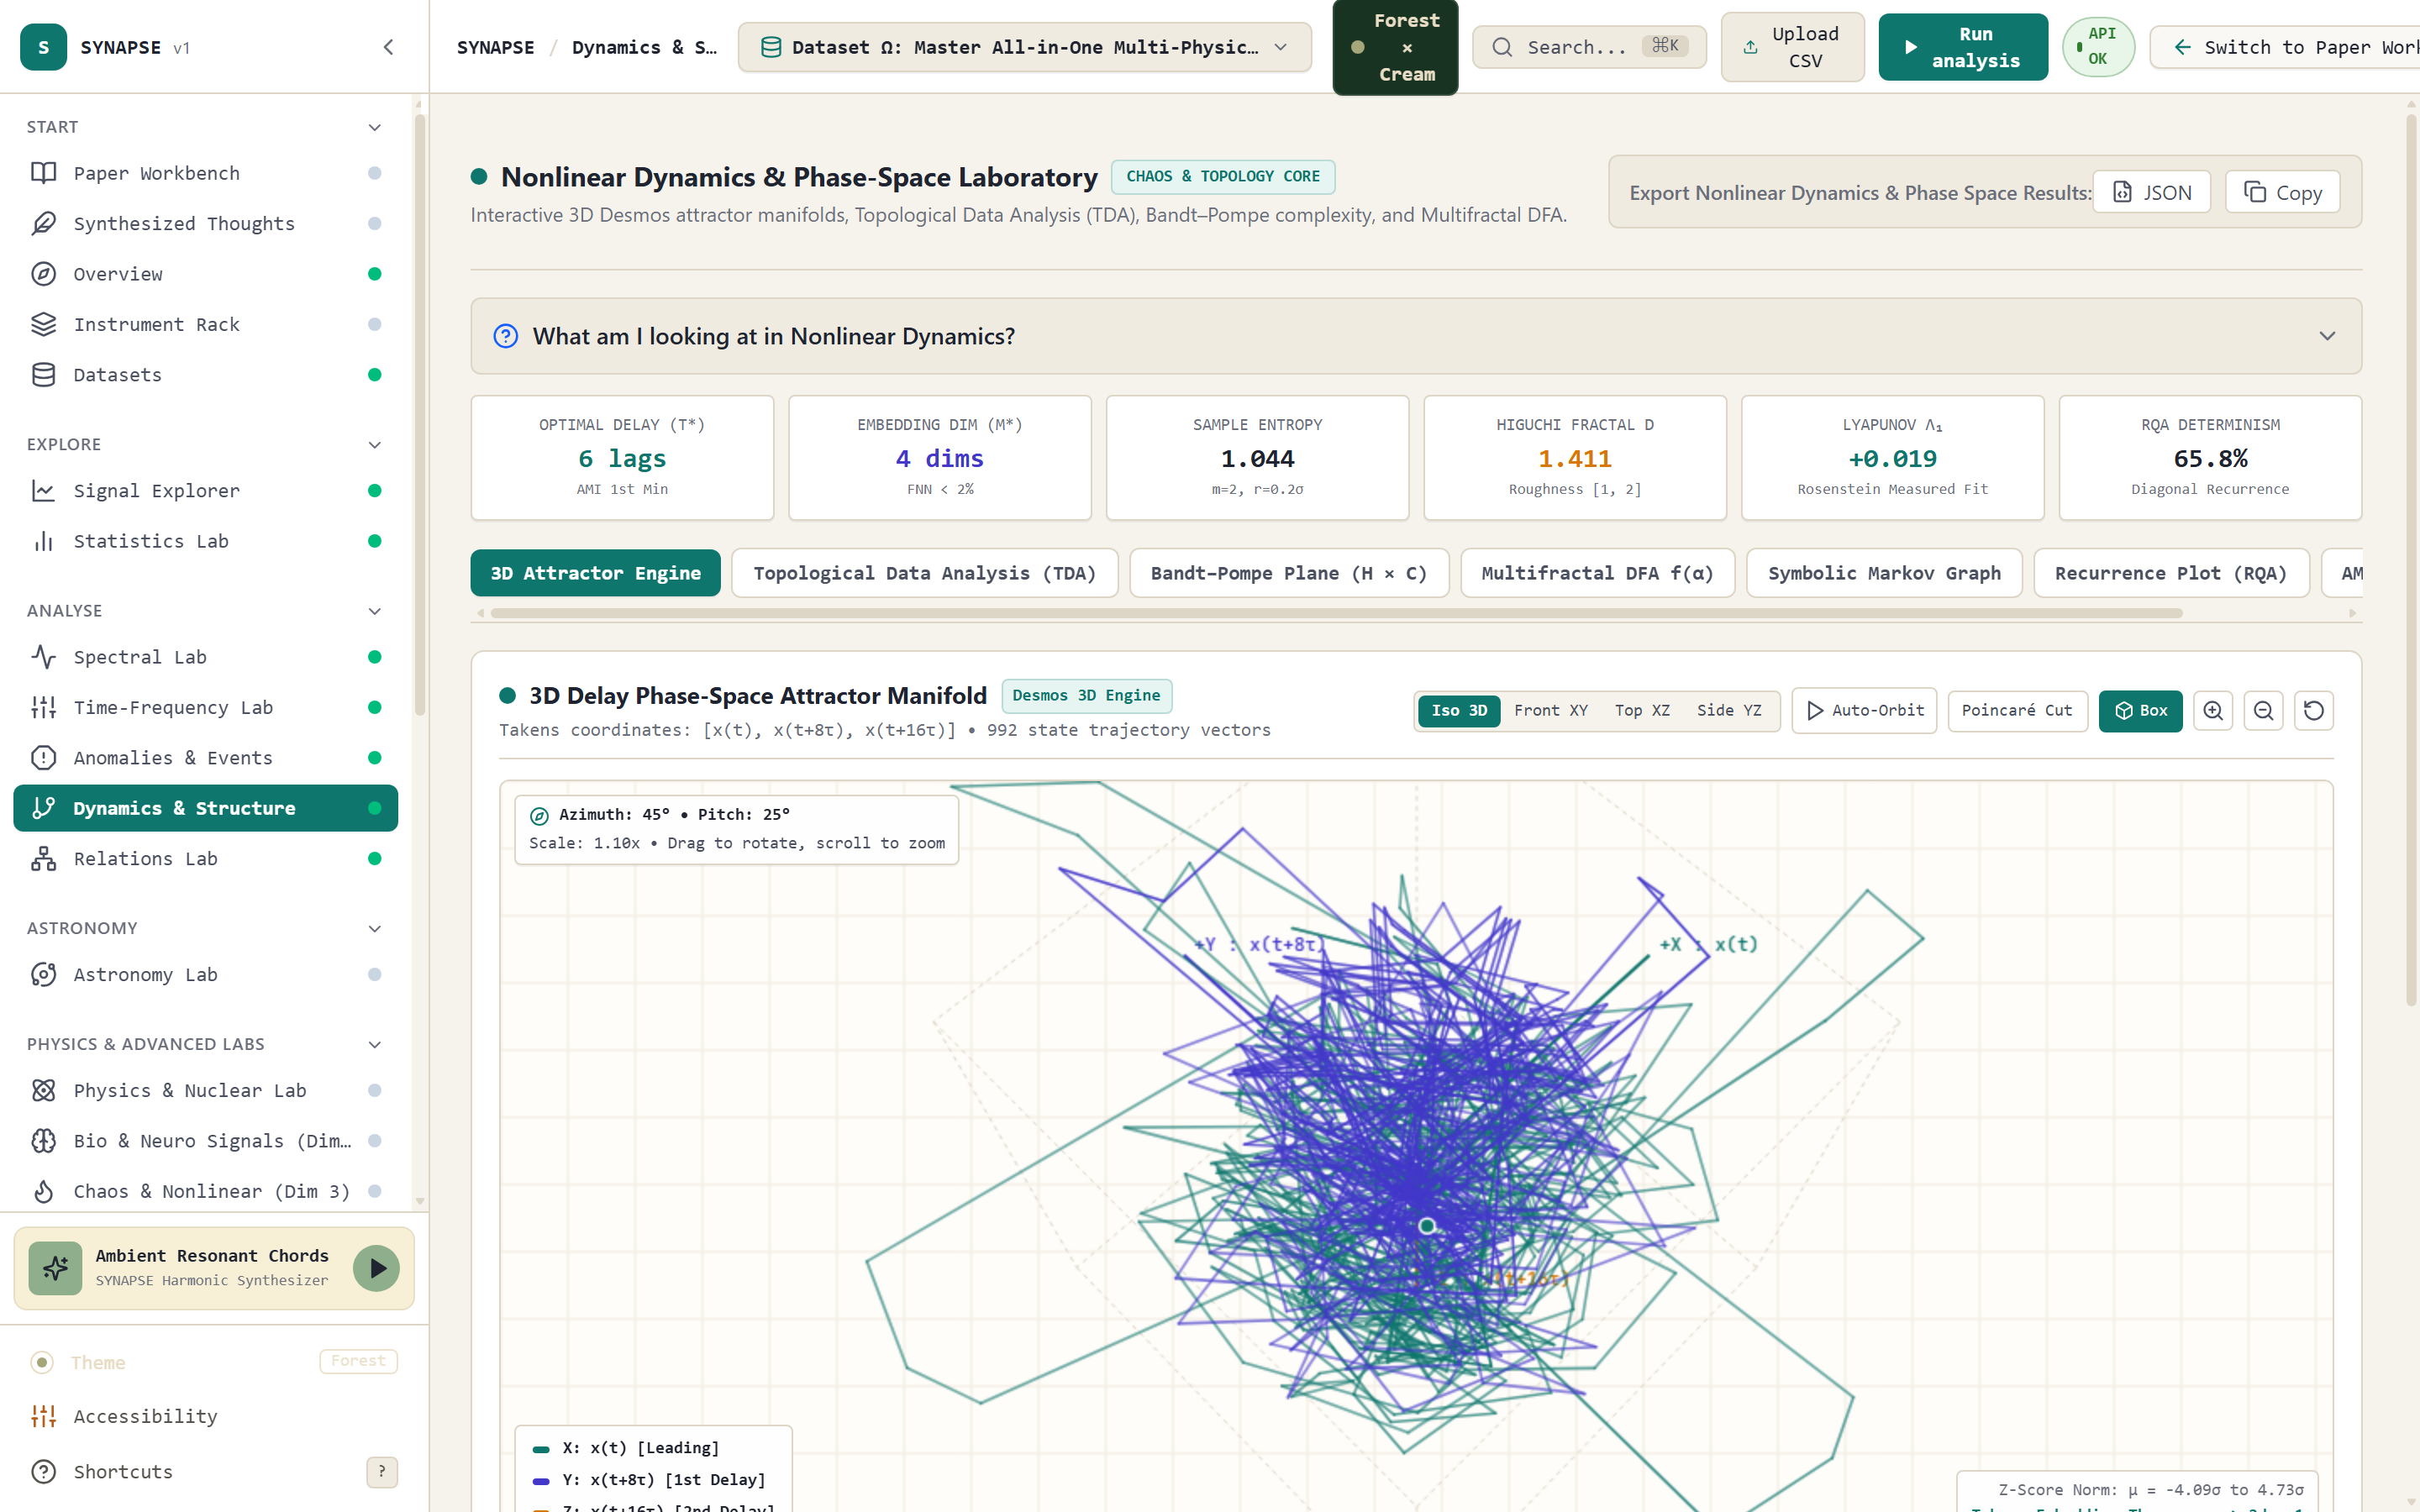 S SYNAPSE v1
START
Paper Workbench
Synthesized Thoughts
Overview
Instrument Rack
Datasets
EXPLORE
Signal Explorer
Statistics Lab
ANALYSE
Spectral Lab
Time-Frequency Lab
Anomalies & Events
Dynamics & Structure
Relations Lab
ASTRONOMY
Astronomy Lab
PHYSICS & ADVANCED LABS
Physics & Nuclear Lab
Bio & Neuro Signals (Dim…
Chaos & Nonlinear (Dim 3)
Ambient Resonant Chords
SYNAPSE Harmonic Synthesizer
Theme Forest
Accessibility
Shortcuts ?
SYNAPSE / Dynamics & S…
Dataset Ω: Master All-in-One Multi-Physic…
Forest
×
Cream
Search... ⌘K
Upload
CSV
Run
analysis
API
OK
Switch to Paper
Nonlinear Dynamics & Phase-Space Laboratory CHAOS & TOPOLOGY CORE
Interactive 3D Desmos attractor manifolds, Topological Data Analysis (TDA), Bandt–Pompe complexity, and Multifractal DFA.
Export Nonlinear Dynamics & Phase Space Results: JSON Copy
What am I looking at in Nonlinear Dynamics?
OPTIMAL DELAY (Τ*)
6 lags
AMI 1st Min
EMBEDDING DIM (M*)
4 dims
FNN < 2%
SAMPLE ENTROPY
1.044
m=2, r=0.2σ
HIGUCHI FRACTAL D
1.411
Roughness [1, 2]
LYAPUNOV Λ₁
+0.019
Rosenstein Measured Fit
RQA DETERMINISM
65.8%
Diagonal Recurrence
3D Attractor Engine Topological Data Analysis (TDA) Bandt–Pompe Plane (H × C) Multifractal DFA f(α) Symbolic Markov Graph Recurrence Plot (RQA)
3D Delay Phase-Space Attractor Manifold Desmos 3D Engine
Takens coordinates: [x(t), x(t+8τ), x(t+16τ)] • 992 state trajectory vectors
Iso 3D Front XY Top XZ Side YZ Auto-Orbit Poincaré Cut Box
Azimuth: 45° • Pitch: 25°
Scale: 1.10x • Drag to rotate, scroll to zoom
+Y : x(t+8τ)
+X : x(t)
X: x(t) [Leading]
Y: x(t+8τ) [1st Delay]
Z: x(t+16τ) [2nd Delay]
Z-Score Norm: μ = -4.09σ to 4.73σ